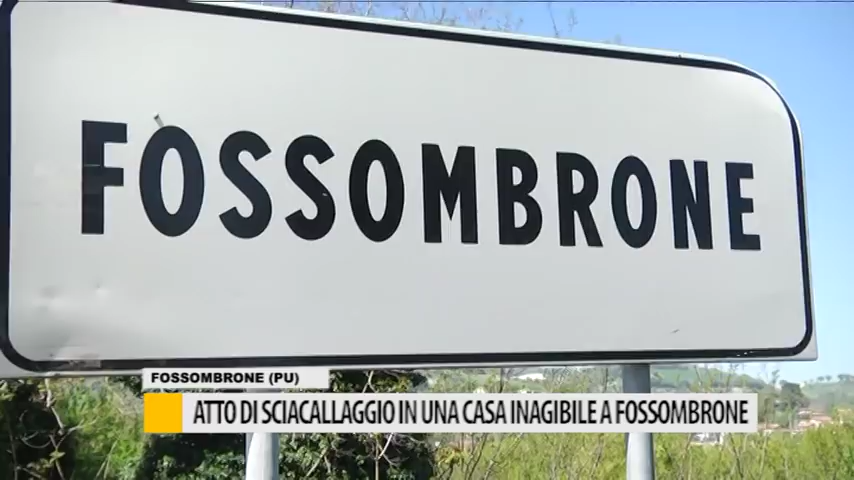 FOSSOMBRONE
FOSSOMBRONE (PU)
ATTO DI SCIACALLAGGIO IN UNA CASA INAGIBILE A FOSSOMBRONE